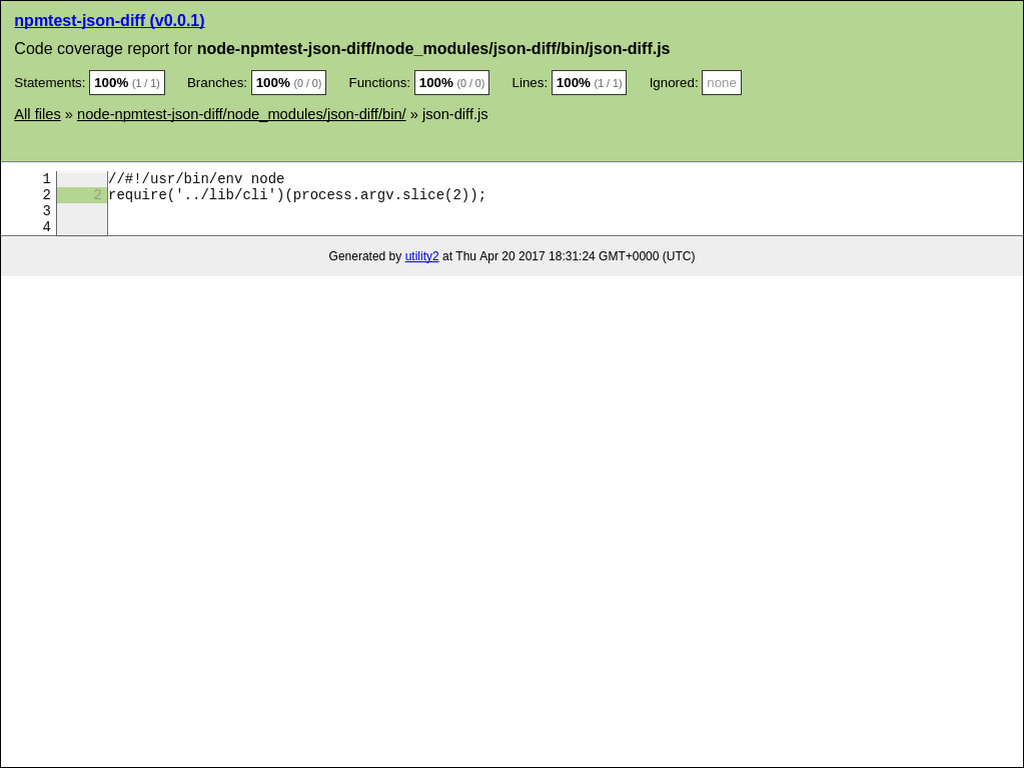 npmtest-json-diff (v0.0.1)
Code coverage report for node-npmtest-json-diff/node_modules/json-diff/bin/json-diff.js
Statements: 100% (1 / 1) Branches: 100% (0 / 0) Functions: 100% (0 / 0) Lines: 100% (1 / 1) Ignored: none
All files » node-npmtest-json-diff/node_modules/json-diff/bin/ » json-diff.js
1 //#!/usr/bin/env node
2 2 require('../lib/cli')(process.argv.slice(2));
3
4
Generated by utility2 at Thu Apr 20 2017 18:31:24 GMT+0000 (UTC)